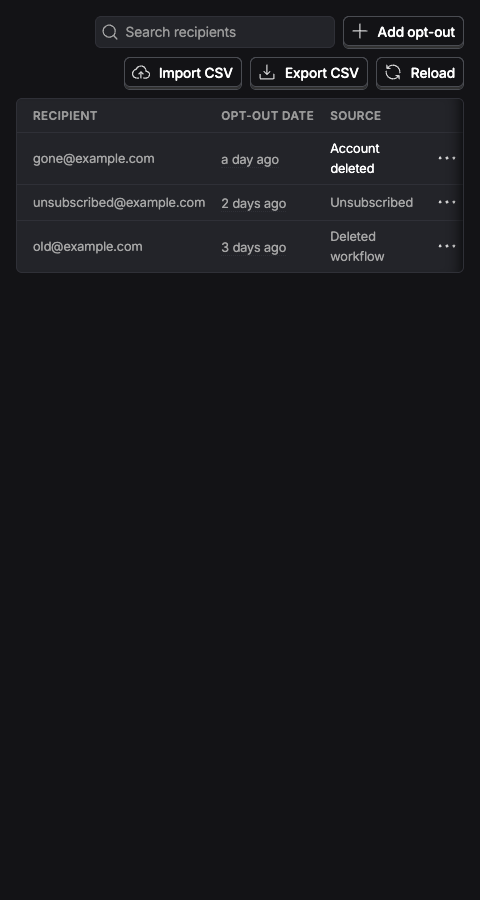 Search recipients
Add opt-out
Import CSV
Export CSV
Reload
RECIPIENT OPT-OUT DATE SOURCE
gone@example.com a day ago Account
deleted
unsubscribed@example.com 2 days ago Unsubscribed
old@example.com 3 days ago Deleted
workflow